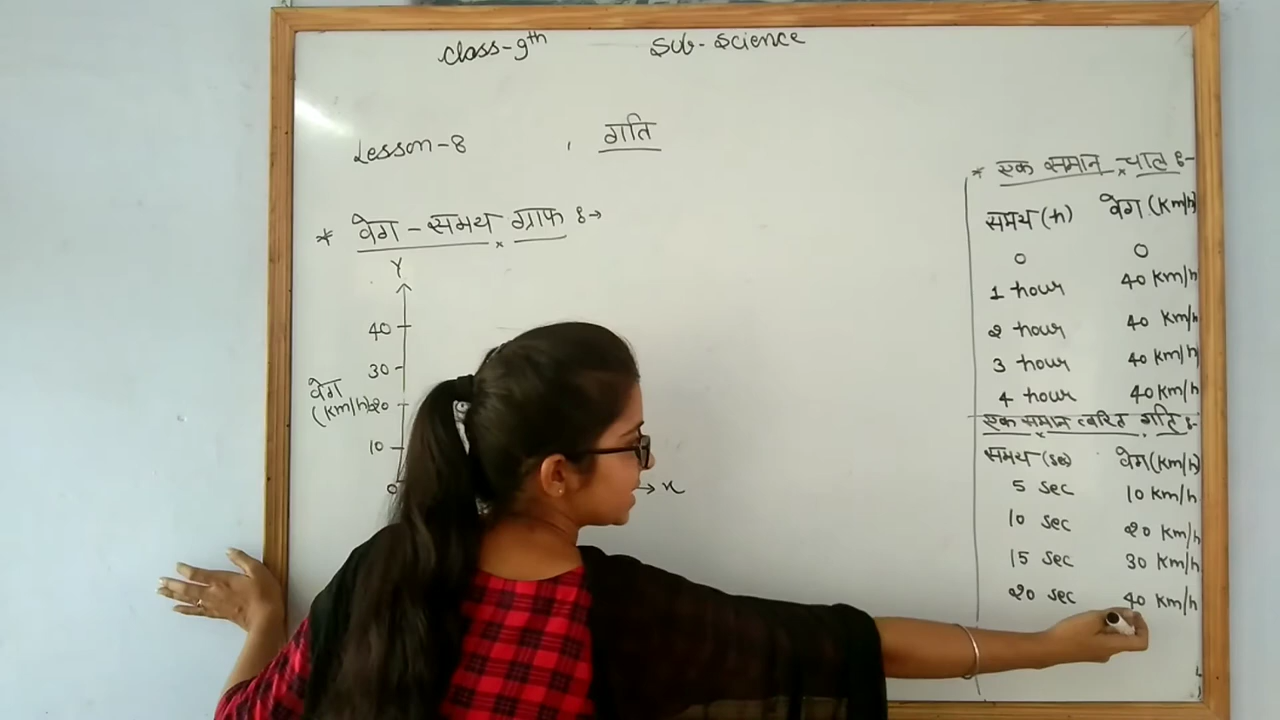 class-9th Sub-Science
Lesson-8 , गति
* वेग - समय ग्राफ :->
Y
40
30
वेग
(Km/h) 20
10
0
x
* एक समान चाल :-
समय (h) वेग (Km/h)
0 0
1 hour 40 Km/h
2 hour 40 Km/h
3 hour 40 Km/h
4 hour 40 Km/h
एक समान त्वरित गति :-
समय (sec) वेग (Km/h)
5 sec 10 Km/h
10 sec 20 Km/h
15 sec 30 Km/h
20 sec 40 Km/h